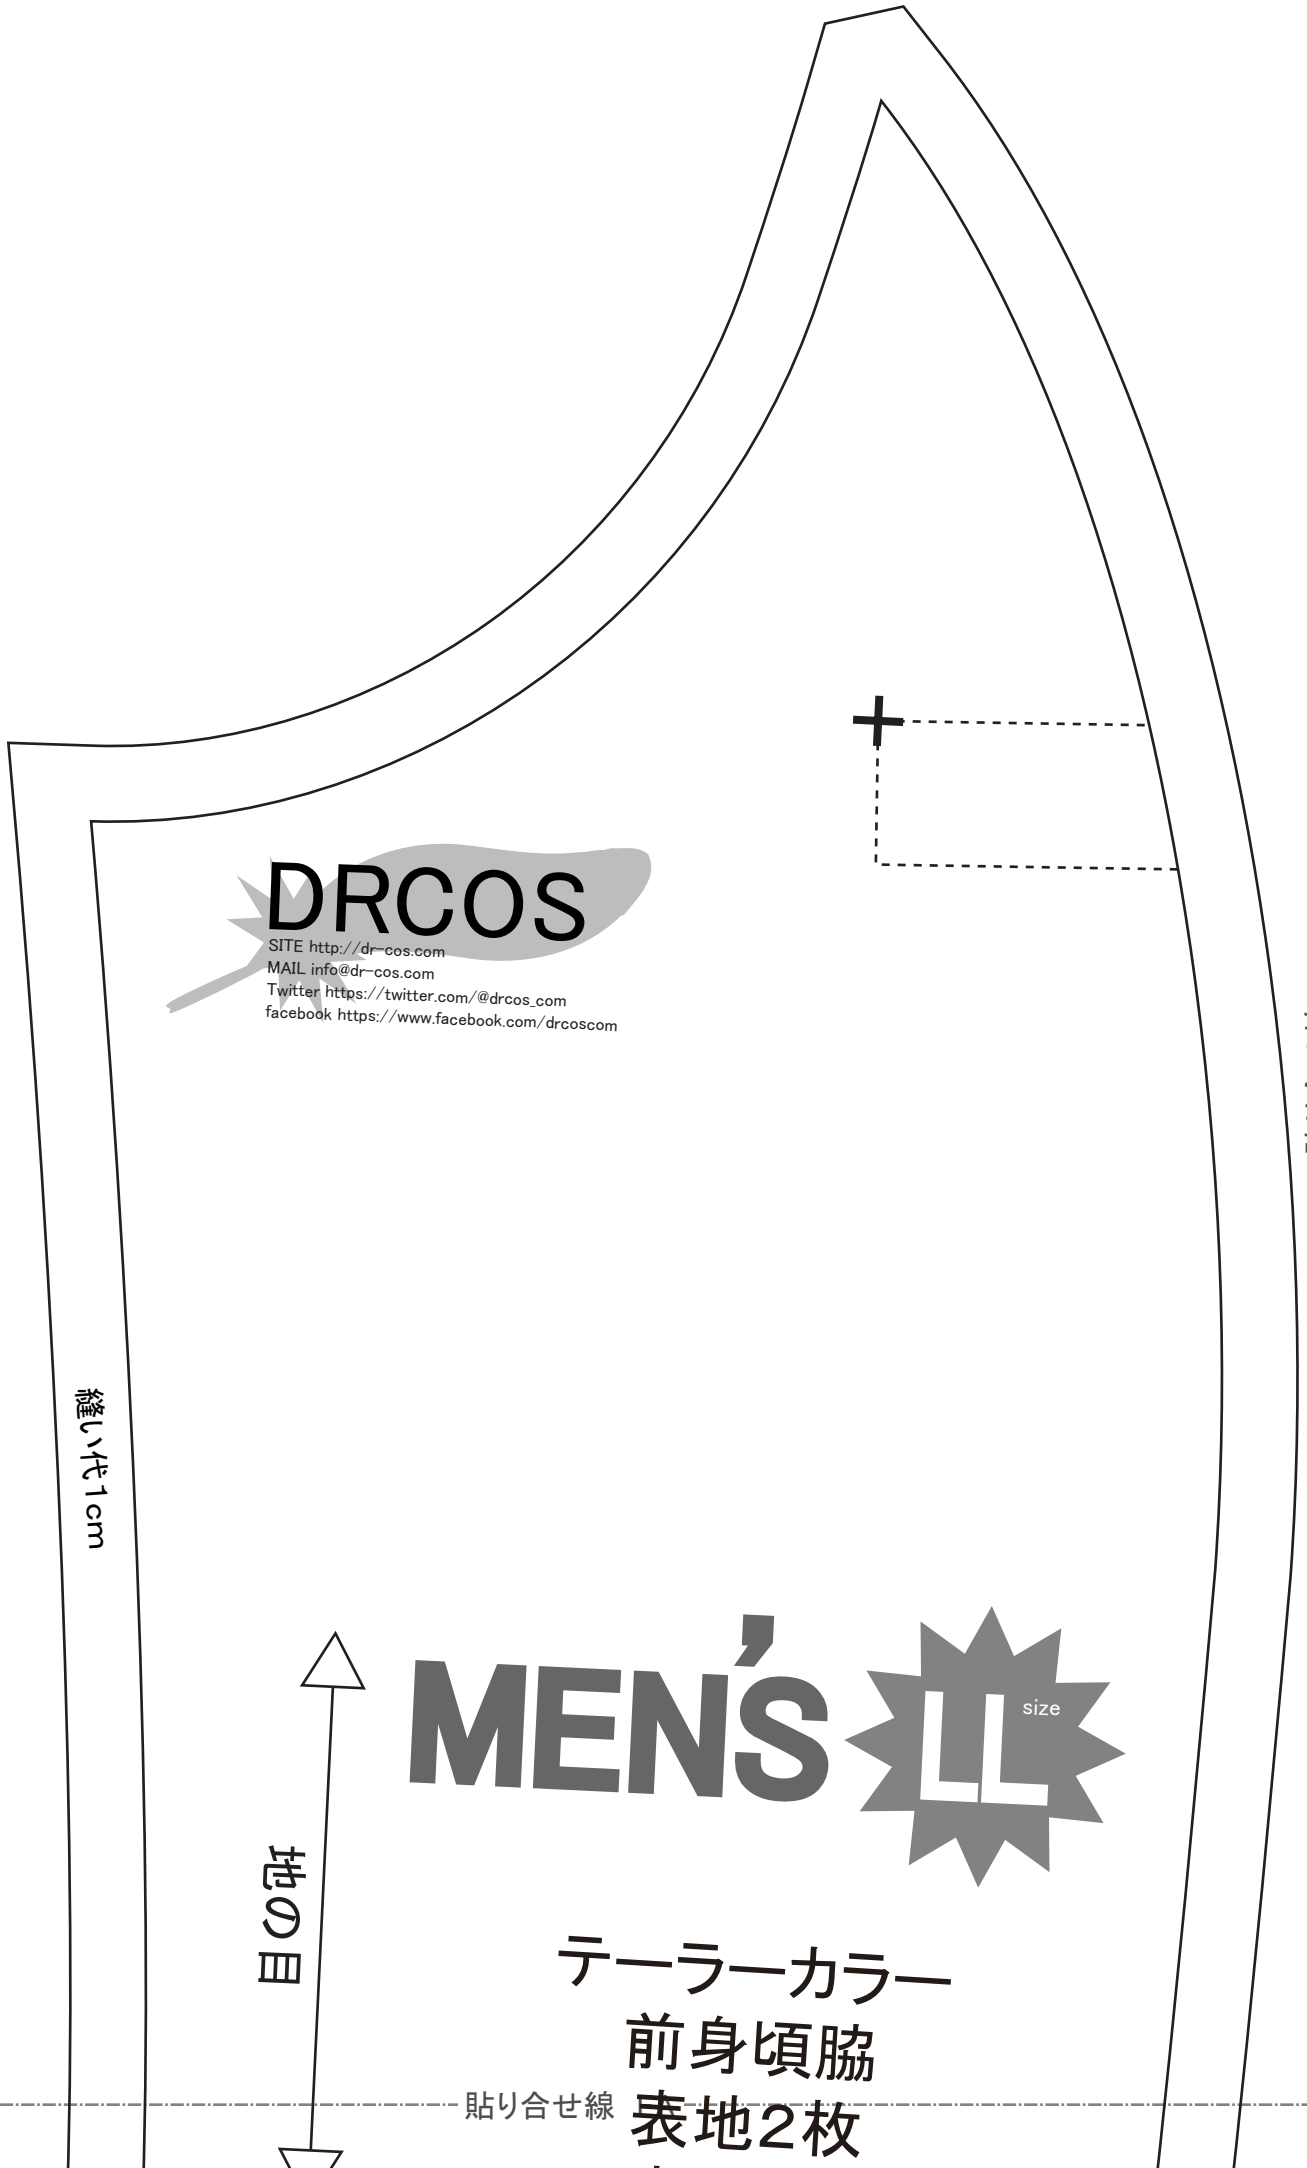 DRCOS
SITE http://dr-cos.com
MAIL info@dr-cos.com
Twitter https://twitter.com/@drcos_com
facebook https://www.facebook.com/drcoscom
縫い代1cm
MEN'S
LL size
地の目
テーラーカラー
前身頃脇
貼り合せ線
表地2枚